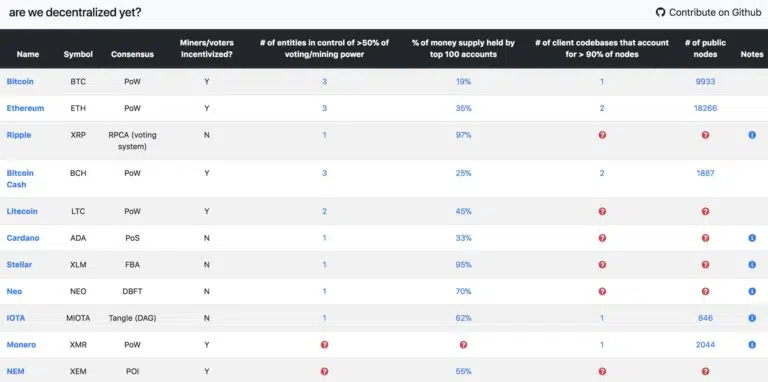 are we decentralized yet?
Contribute on Github
Name Symbol Consensus Miners/voters Incentivized? # of entities in control of >50% of voting/mining power % of money supply held by top 100 accounts # of client codebases that account for > 90% of nodes # of public nodes Notes
Bitcoin BTC PoW Y 3 19% 1 9933
Ethereum ETH PoW Y 3 35% 2 18266
Ripple XRP RPCA (voting system) N 1 97% ? ? i
Bitcoin Cash BCH PoW Y 3 25% 2 1887
Litecoin LTC PoW Y 2 45% ? ?
Cardano ADA PoS N 1 33% ? ? i
Stellar XLM FBA N 1 95% ? ? i
Neo NEO DBFT N 1 70% ? ? i
IOTA MIOTA Tangle (DAG) N 1 62% 1 846 i
Monero XMR PoW Y ? ? 1 2044 i
NEM XEM POI Y ? 55% ? ?